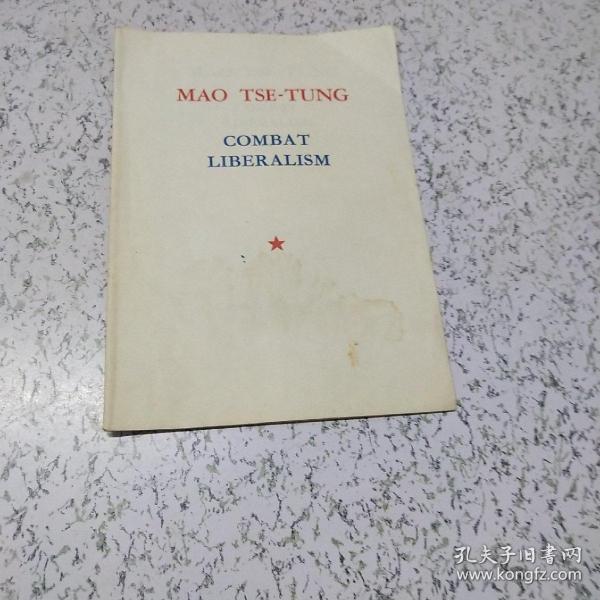 MAO TSE-TUNG
COMBAT
LIBERALISM
孔夫子旧书网
www.kongfz.com